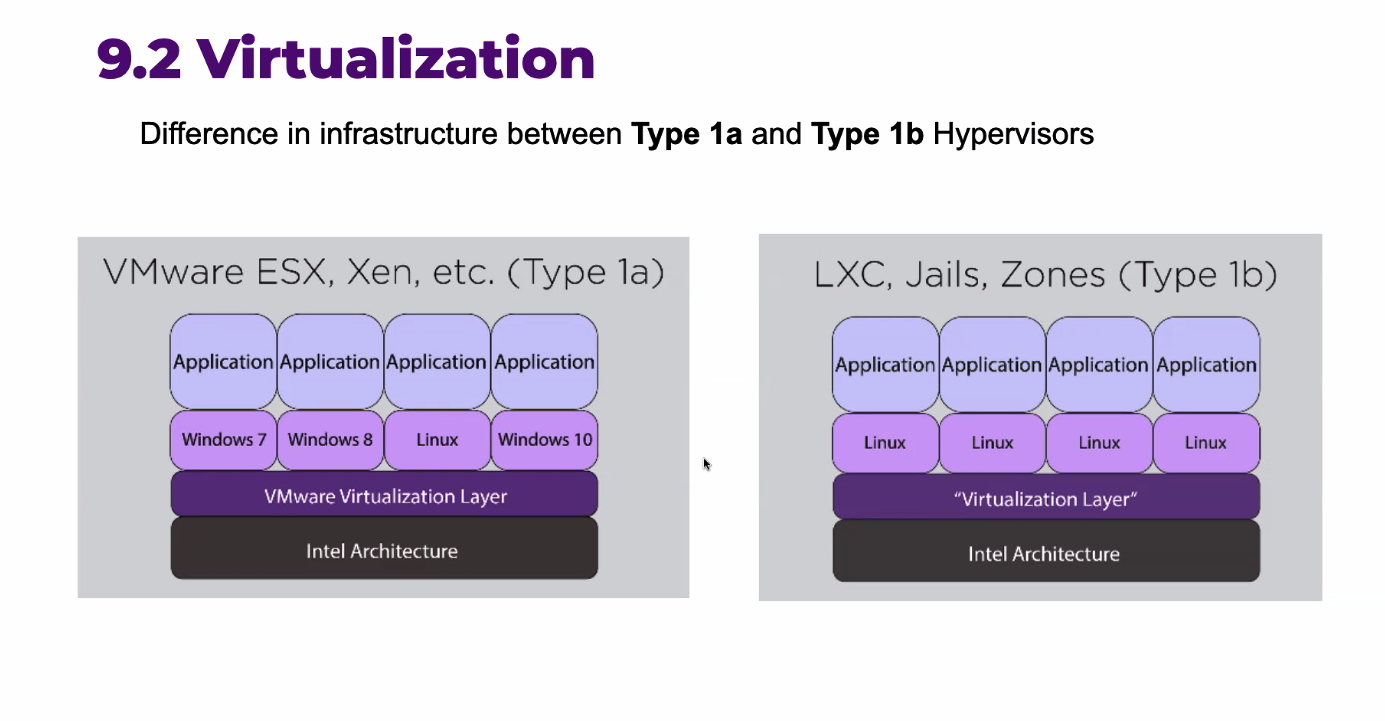 9.2 Virtualization
Difference in infrastructure between Type 1a and Type 1b Hypervisors
VMware ESX, Xen, etc. (Type 1a)
Application Application Application Application
Windows 7 Windows 8 Linux Windows 10
VMware Virtualization Layer
Intel Architecture
LXC, Jails, Zones (Type 1b)
Application Application Application Application
Linux Linux Linux Linux
“Virtualization Layer”
Intel Architecture